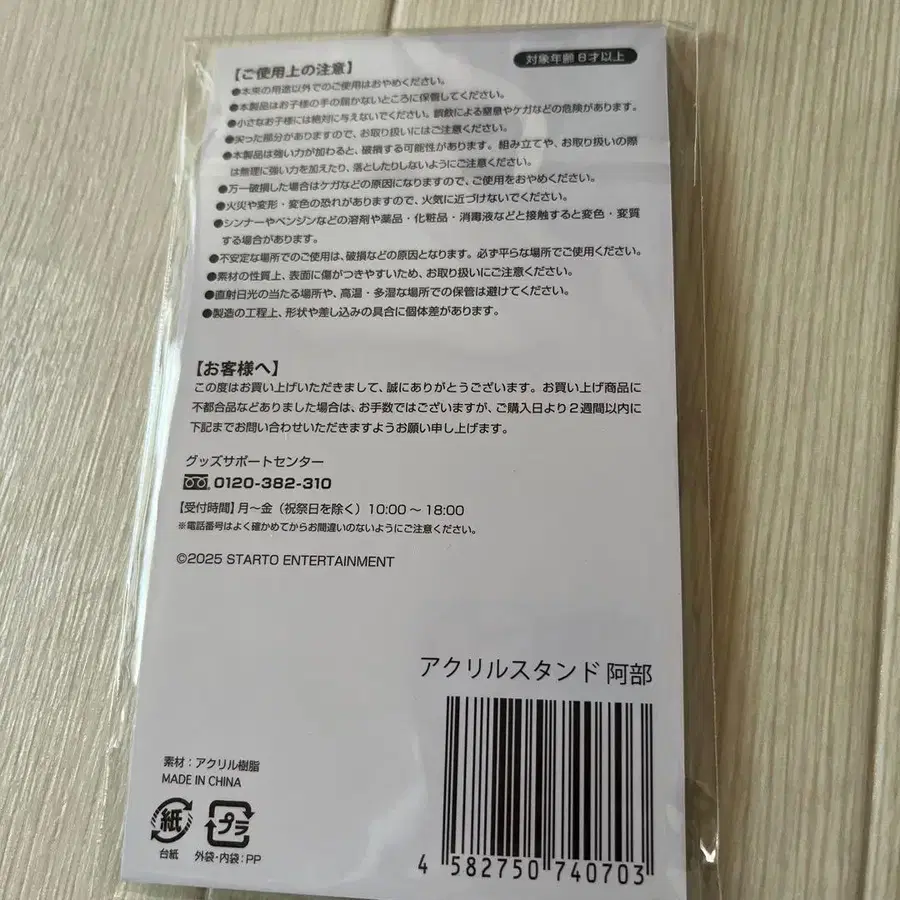 【ご使用上の注意】
対象年齢 8才以上
●本来の用途以外でのご使用はおやめください。
●本製品はお子様の手の届かないところに保管してください。
●小さなお子様には絶対に与えないでください。誤飲による窒息やケガなどの危険があります。
●尖った部分がありますので、お取り扱いにはご注意ください。
●本製品は強い力が加わると、破損する可能性があります。組み立てや、お取り扱いの際
は無理に強い力を加えたり、落としたりしないようにご注意ください。
●万一破損した場合はケガなどの原因になりますので、ご使用をおやめください。
●火災や変形・変色の恐れがありますので、火気に近づけないでください。
●シンナーやベンジンなどの溶剤や薬品・化粧品・消毒液などと接触すると変色・変質
する場合があります。
●不安定な場所でのご使用は、破損などの原因となります。必ず平らな場所でご使用ください。
●素材の性質上、表面に傷がつきやすいため、お取り扱いにご注意ください。
●直射日光の当たる場所や、高温・多湿な場所での保管は避けてください。
●製造の工程上、形状や差し込みの具合に個体差があります。
【お客様へ】
この度はお買い上げいただきまして、誠にありがとうございます。お買い上げ商品に
不都合品などありました場合は、お手数ではございますが、ご購入日より2週間以内に
下記までお問い合わせいただきますようお願い申し上げます。
グッズサポートセンター
0120-382-310
【受付時間】月～金（祝祭日を除く）10:00～18:00
※電話番号はよく確かめてからお間違いのないようにご注意ください。
©2025 STARTO ENTERTAINMENT
アクリルスタンド 阿部
素材：アクリル樹脂
MADE IN CHINA
紙
プラ
台紙
外袋・内袋：PP
4 582750 740703